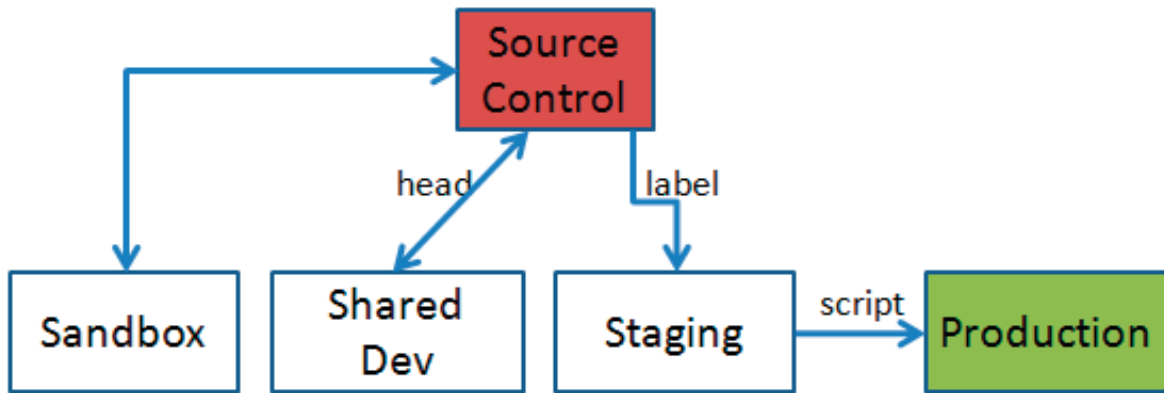 Source
Control
head
label
Sandbox
Shared
Dev
Staging
script
Production